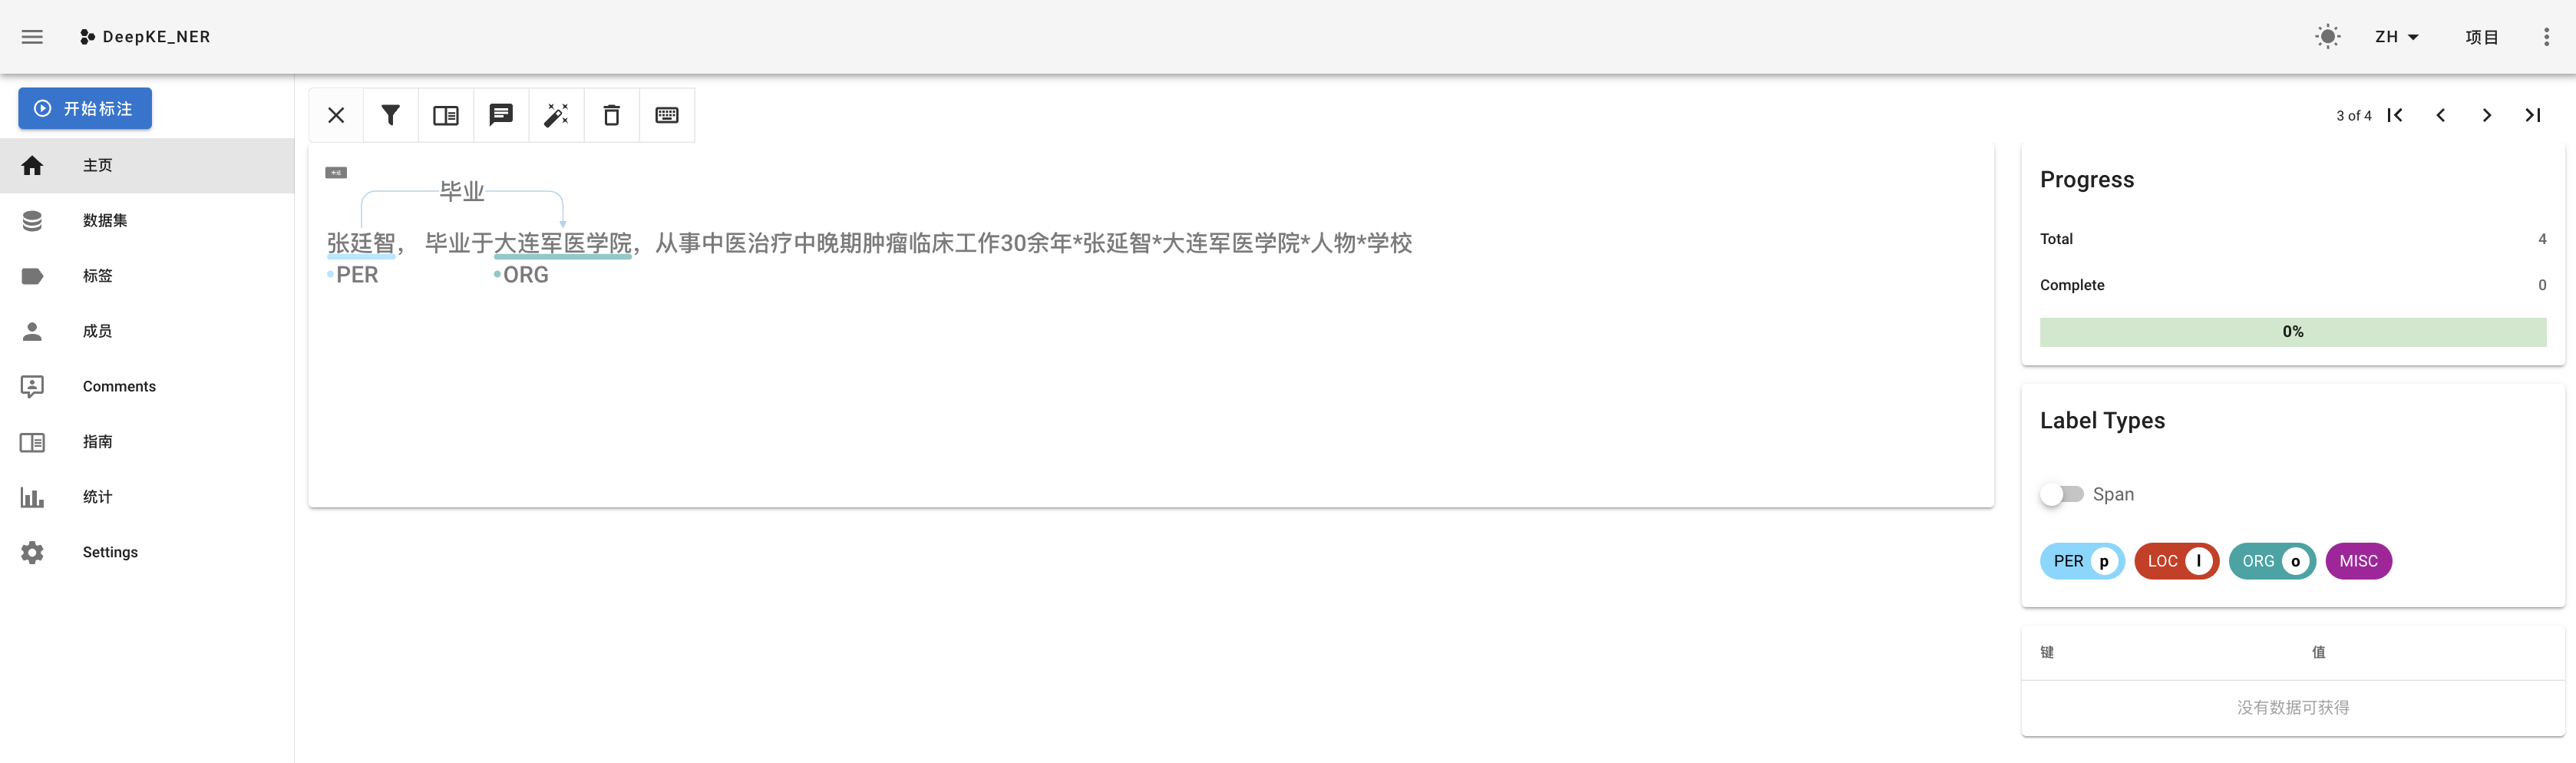 DeepKE_NER
ZH
项目
开始标注
主页
数据集
标签
成员
Comments
指南
统计
Settings
3 of 4
毕业
张廷智， 毕业于大连军医学院，从事中医治疗中晚期肿瘤临床工作30余年*张延智*大连军医学院*人物*学校
PER
ORG
Progress
Total 4
Complete 0
0%
Label Types
Span
PER p LOC l ORG o MISC
键 值
没有数据可获得